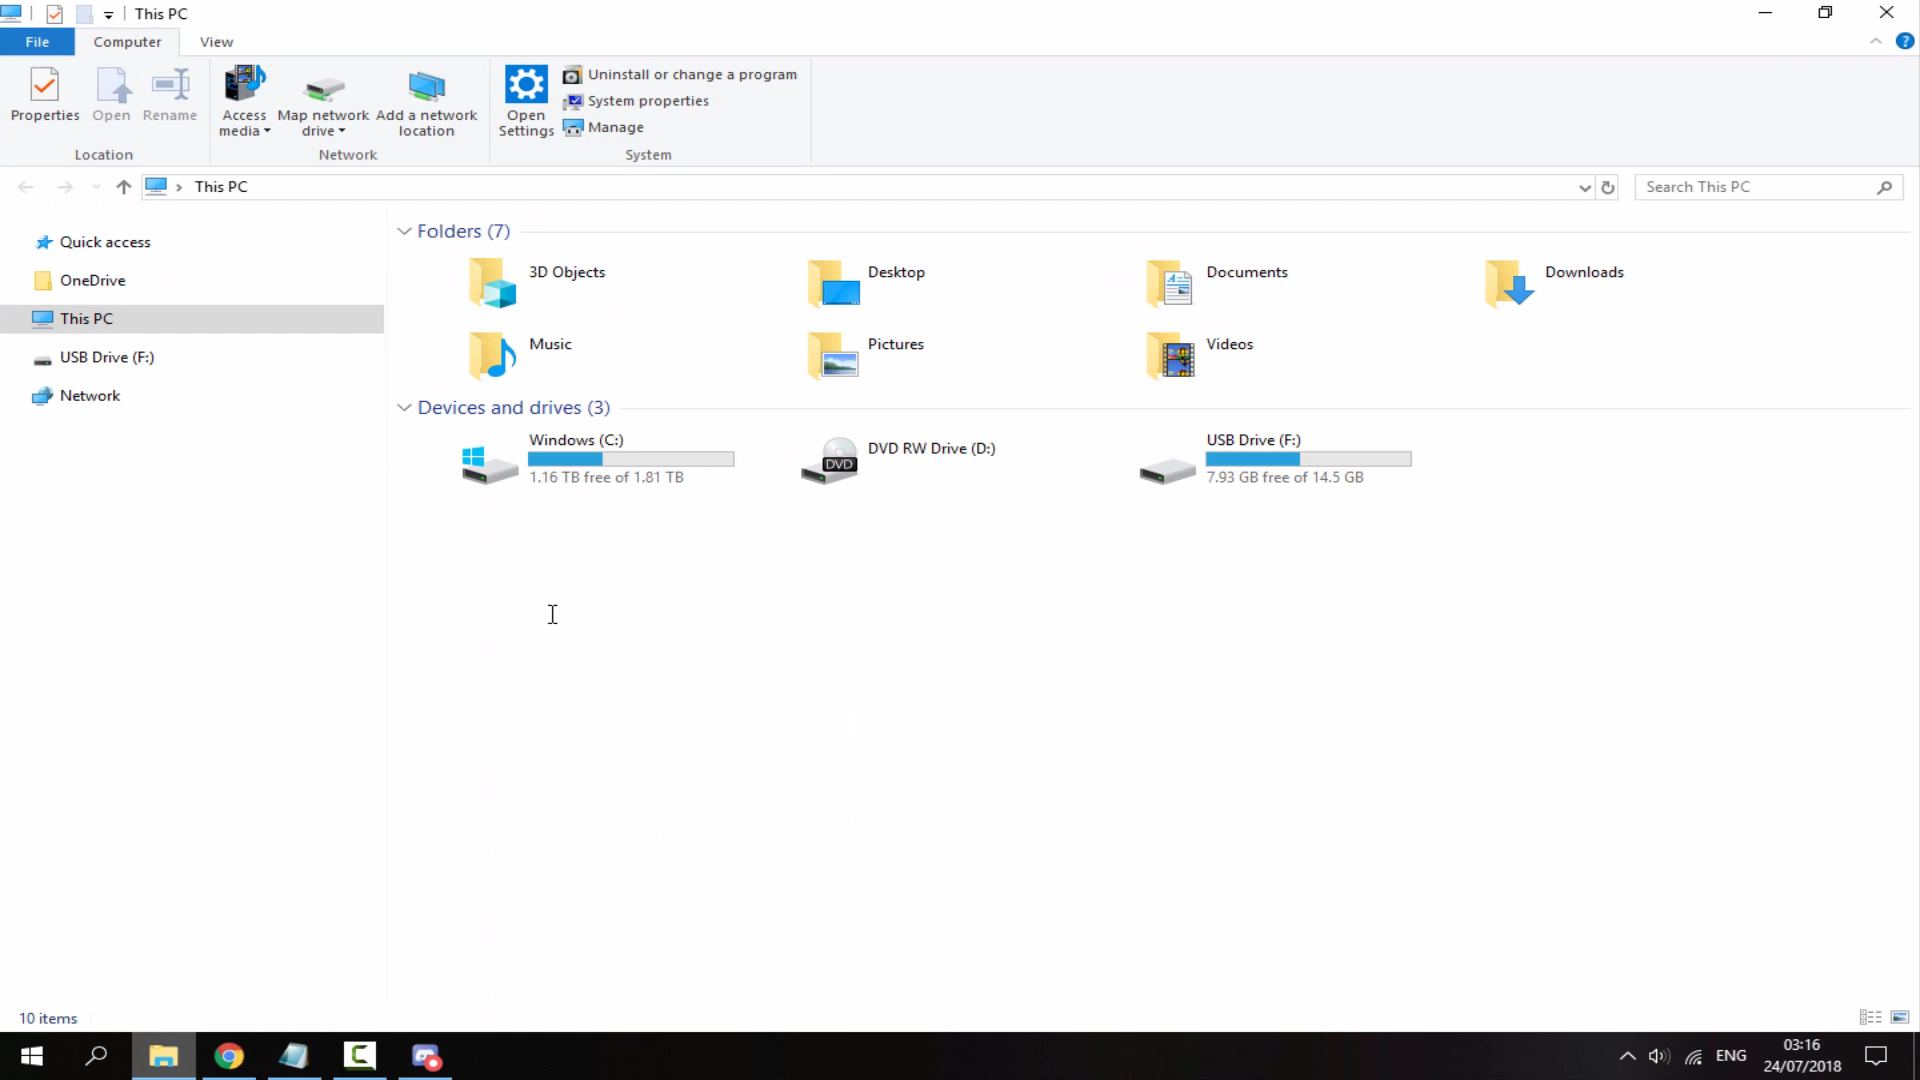 This PC
File
Computer
View
Properties
Open
Rename
Access media
Map network drive
Add a network location
Open Settings
Uninstall or change a program
System properties
Manage
Location
Network
System
This PC
Search This PC
Quick access
OneDrive
This PC
USB Drive (F:)
Network
Folders (7)
3D Objects
Desktop
Documents
Downloads
Music
Pictures
Videos
Devices and drives (3)
Windows (C:)
1.16 TB free of 1.81 TB
DVD
DVD RW Drive (D:)
USB Drive (F:)
7.93 GB free of 14.5 GB
10 items
ENG
03:16
24/07/2018